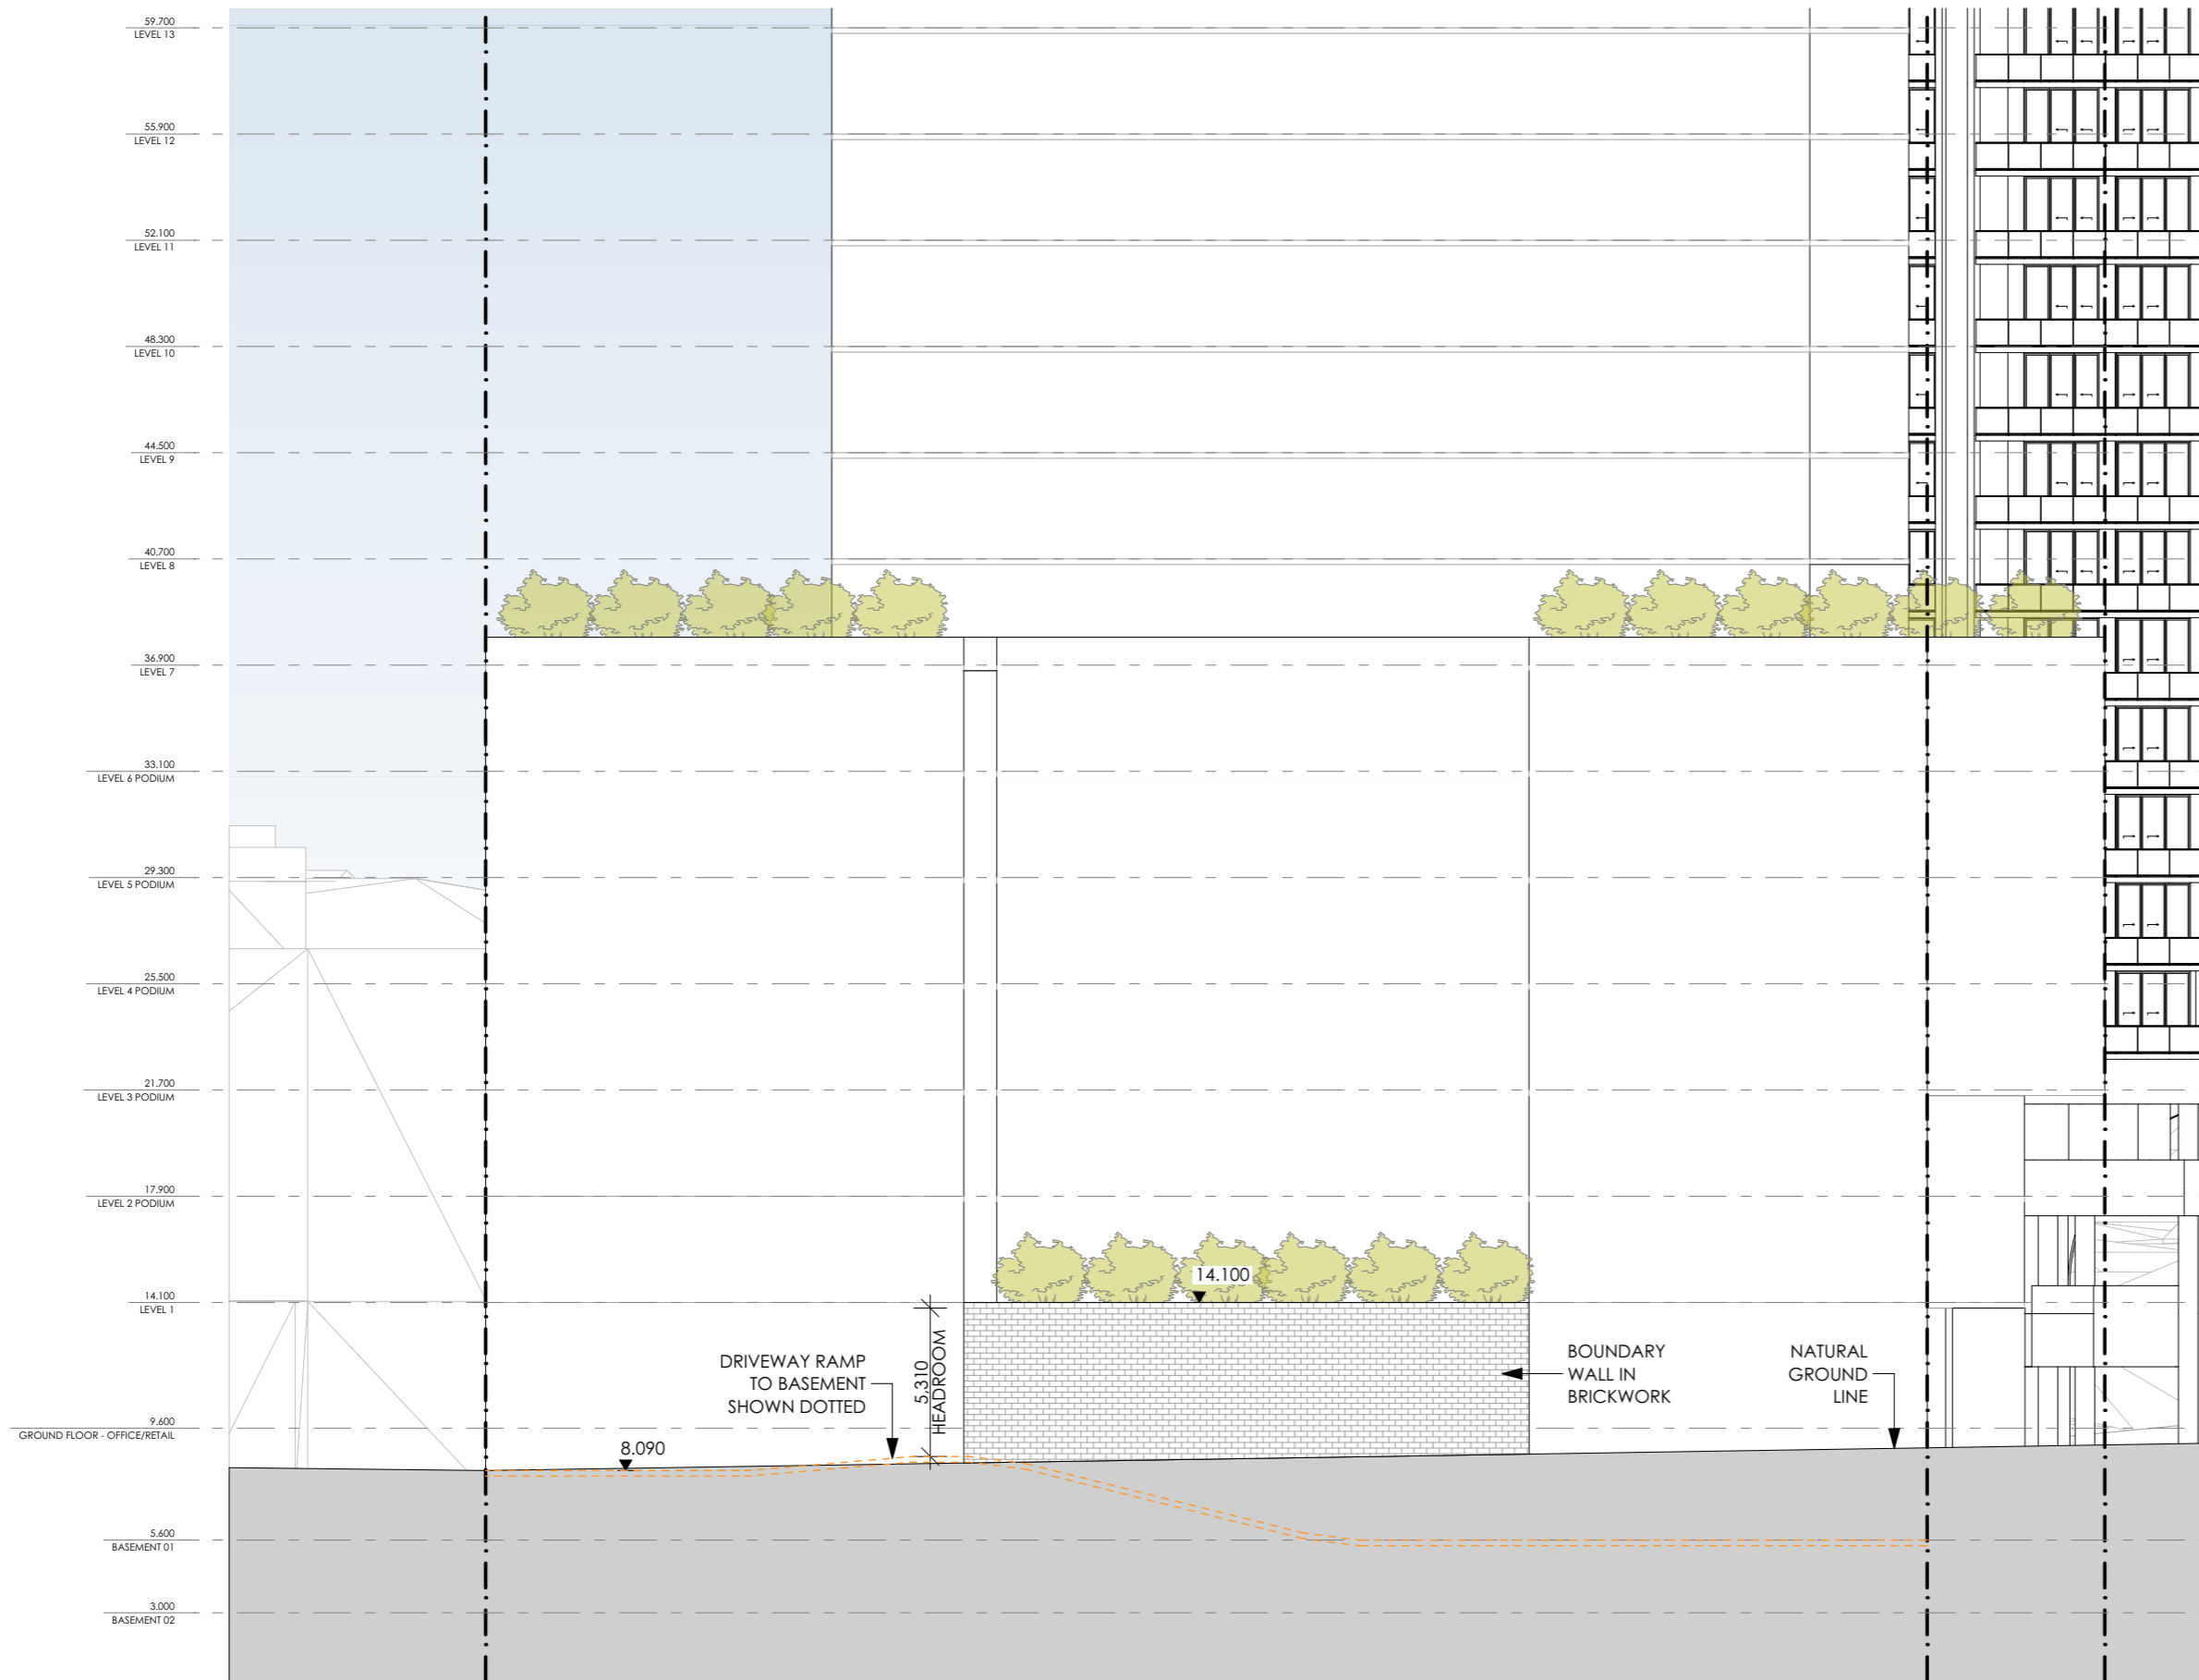 59.700
LEVEL 13
55.900
LEVEL 12
52.100
LEVEL 11
48.300
LEVEL 10
44.500
LEVEL 9
40.700
LEVEL 8
36.900
LEVEL 7
33.100
LEVEL 6 PODIUM
29.300
LEVEL 5 PODIUM
25.500
LEVEL 4 PODIUM
21.700
LEVEL 3 PODIUM
17.900
LEVEL 2 PODIUM
14.100
LEVEL 1
9.600
GROUND FLOOR - OFFICE/RETAIL
5.600
BASEMENT 01
3.000
BASEMENT 02
14.100
DRIVEWAY RAMP
TO BASEMENT
SHOWN DOTTED
5,310
HEADROOM
BOUNDARY
WALL IN
BRICKWORK
NATURAL
GROUND
LINE
8.090